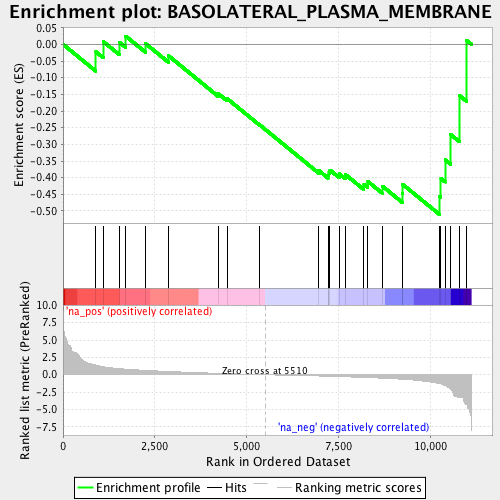 Enrichment plot: BASOLATERAL_PLASMA_MEMBRANE
Enrichment score (ES)
0.05
0.00
-0.05
-0.10
-0.15
-0.20
-0.25
-0.30
-0.35
-0.40
-0.45
-0.50
'na_pos' (positively correlated)
Ranked list metric (PreRanked)
10.0
7.5
5.0
2.5
0.0
-2.5
-5.0
-7.5
Zero cross at 5510
'na_neg' (negatively correlated)
0 2,500 5,000 7,500 10,000
Rank in Ordered Dataset
Enrichment profile Hits Ranking metric scores